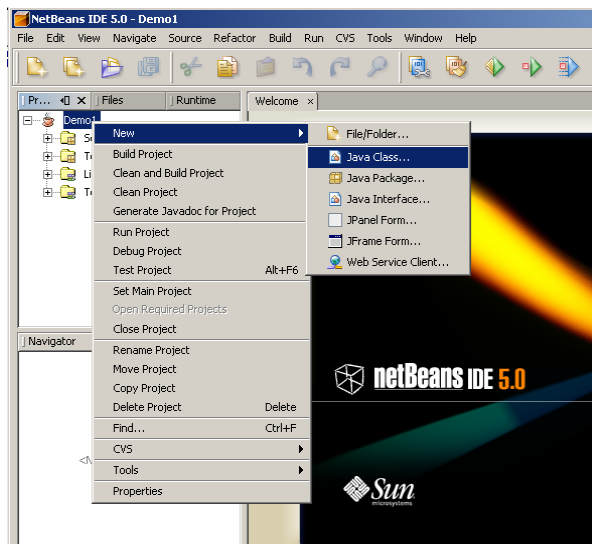 NetBeans IDE 5.0 - Demo1
File Edit View Navigate Source Refactor Build Run CVS Tools Window Help
Pr... Files Runtime Welcome
Demo1
New
Build Project
Clean and Build Project
Clean Project
Generate Javadoc for Project
Run Project
Debug Project
Test Project Alt+F6
Set Main Project
Open Required Projects
Close Project
Rename Project
Move Project
Copy Project
Delete Project Delete
Find... Ctrl+F
CVS
Tools
Properties
File/Folder...
Java Class...
Java Package...
Java Interface...
JPanel Form...
JFrame Form...
Web Service Client...
Navigator
netBeans IDE 5.0
Sun
microsystems